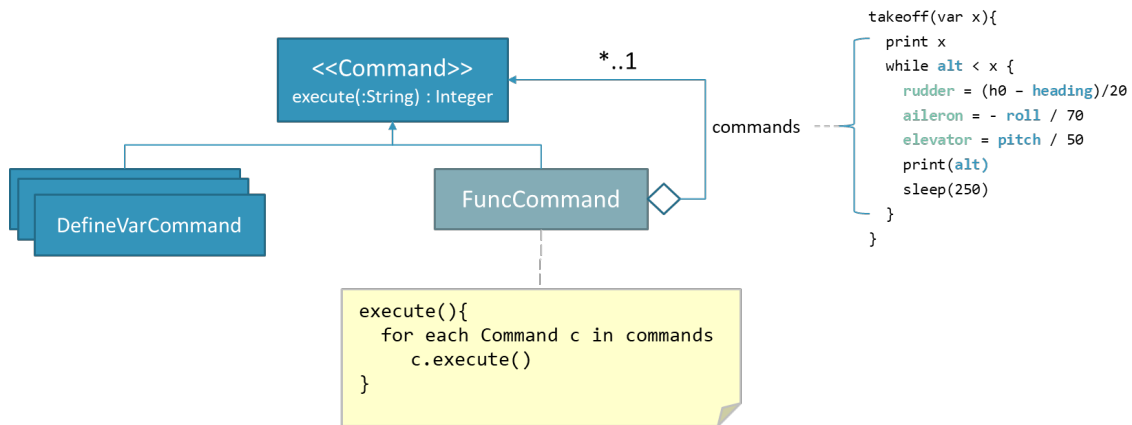 <<Command>>
execute(:String) : Integer
*..1
commands
DefineVarCommand
FuncCommand
execute(){
for each Command c in commands
c.execute()
}
takeoff(var x){
print x
while alt < x {
rudder = (h0 – heading)/20
aileron = - roll / 70
elevator = pitch / 50
print(alt)
sleep(250)
}
}